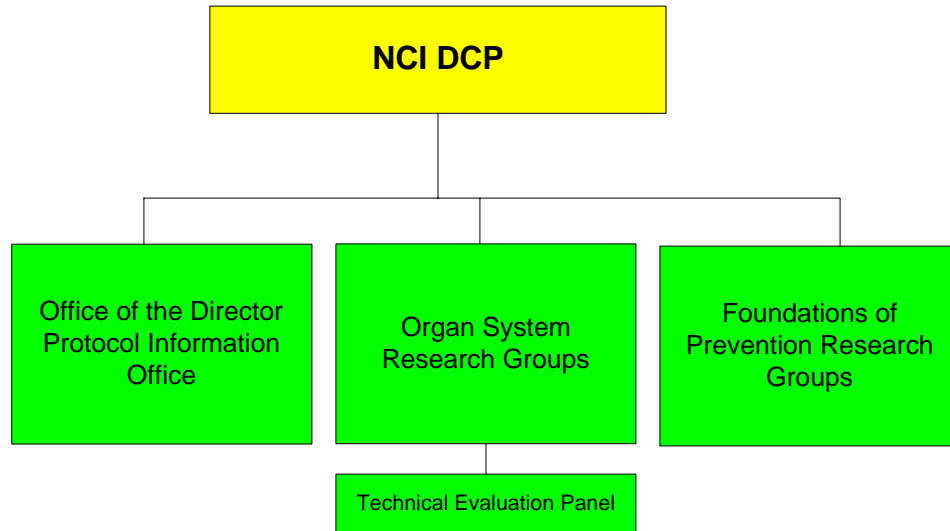 NCI DCP
Office of the Director
Protocol Information
Office
Organ System
Research Groups
Foundations of
Prevention Research
Groups
Technical Evaluation Panel